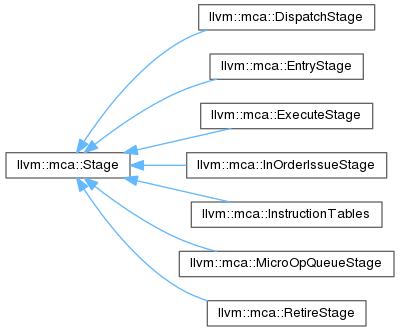 llvm::mca::DispatchStage
llvm::mca::EntryStage
llvm::mca::ExecuteStage
llvm::mca::Stage
llvm::mca::InOrderIssueStage
llvm::mca::InstructionTables
llvm::mca::MicroOpQueueStage
llvm::mca::RetireStage